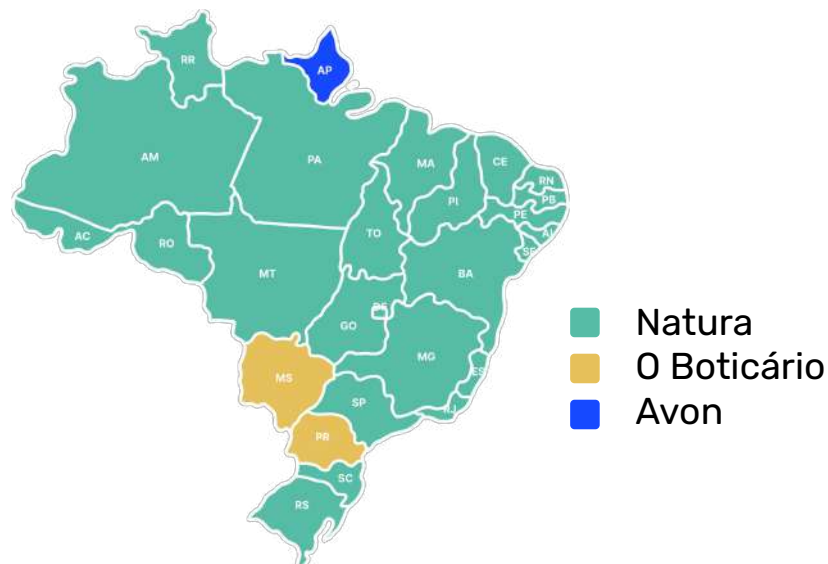 RR
AP
AM
PA
MA
CE
RN
PB
PI
PE
AL
SE
AC
RO
TO
BA
MT
DF
GO
MG
ES
MS
SP
RJ
PR
SC
RS
Natura
O Boticário
Avon